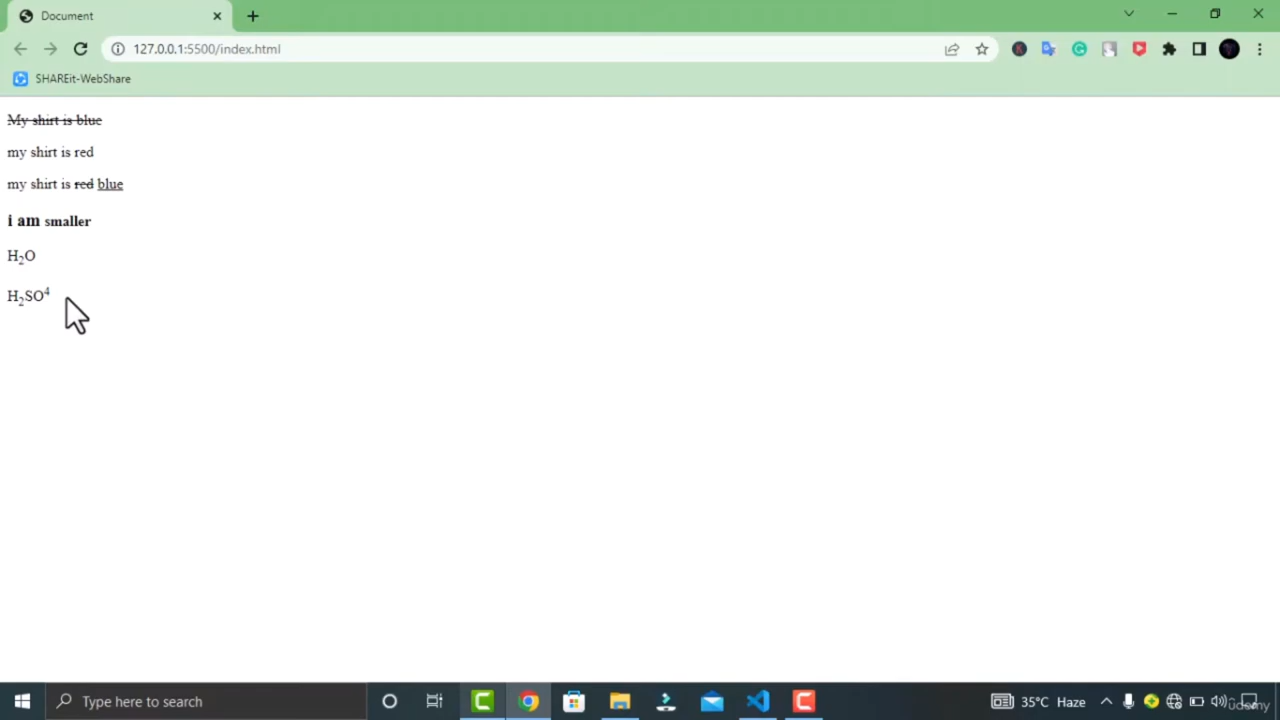 Document
127.0.0.1:5500/index.html
SHAREit-WebShare
My shirt is blue
my shirt is red
my shirt is red blue
i am smaller
H₂O
H₂SO⁴
Type here to search
35°C Haze
ûdemy